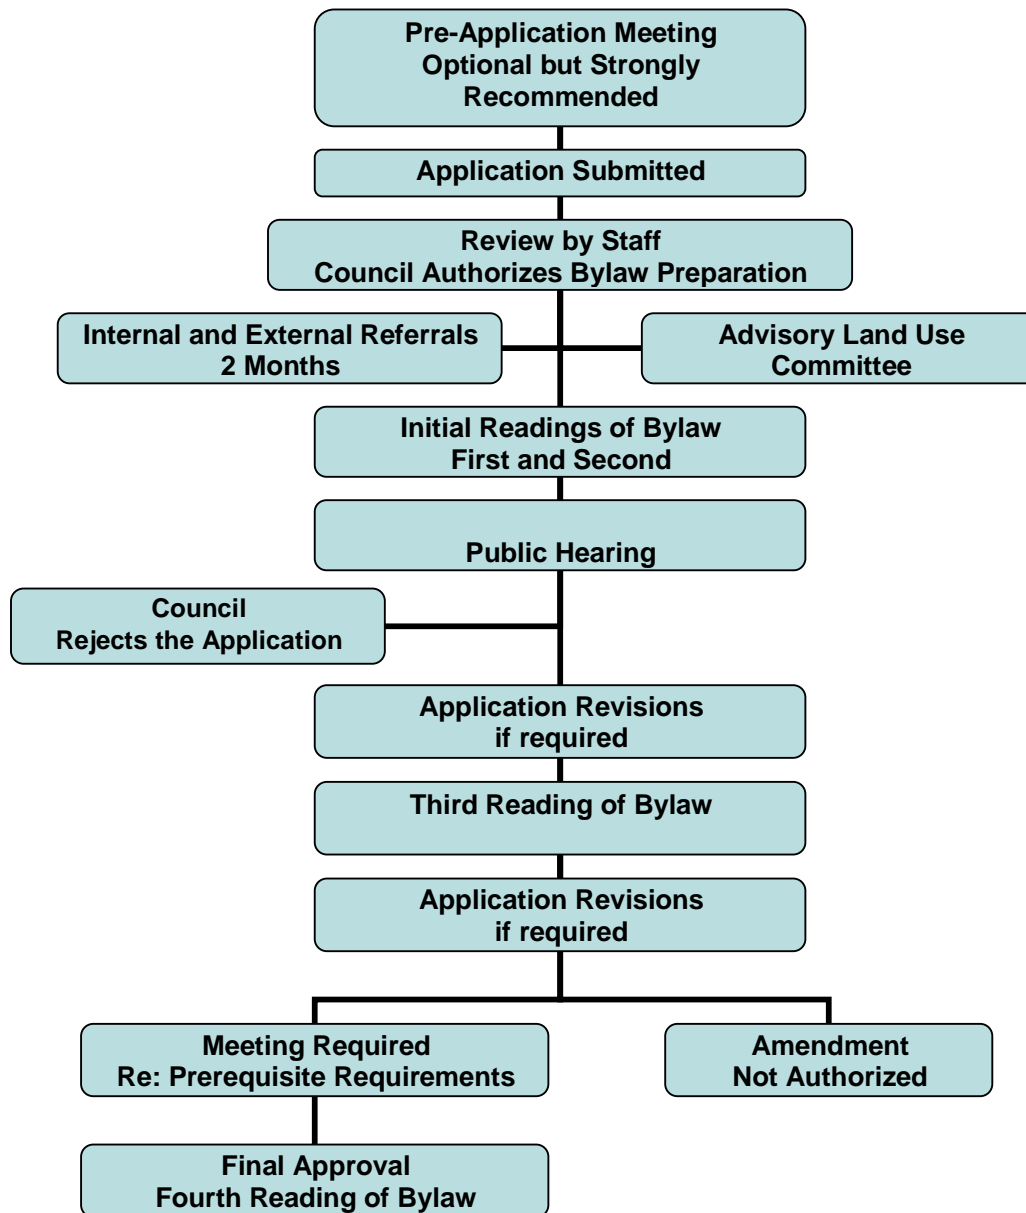 Pre-Application Meeting
Optional but Strongly
Recommended
Application Submitted
Review by Staff
Council Authorizes Bylaw Preparation
Internal and External Referrals
2 Months
Advisory Land Use
Committee
Initial Readings of Bylaw
First and Second
Public Hearing
Council
Rejects the Application
Application Revisions
if required
Third Reading of Bylaw
Application Revisions
if required
Meeting Required
Re: Prerequisite Requirements
Amendment
Not Authorized
Final Approval
Fourth Reading of Bylaw